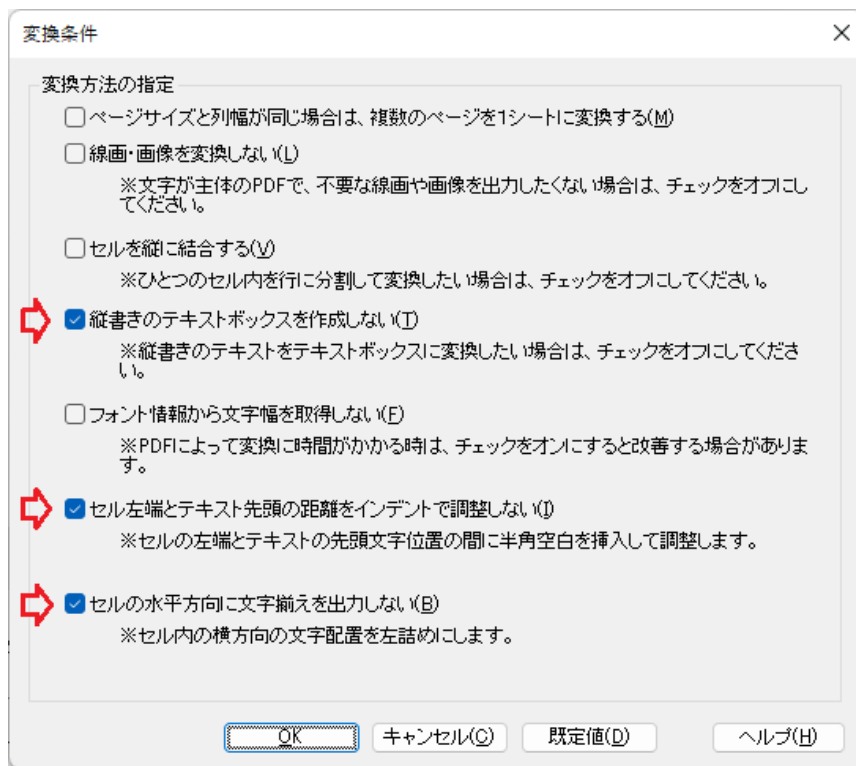 変換条件
変換方法の指定
ページサイズと列幅が同じ場合は、複数のページを1シートに変換する(M)
線画・画像を変換しない(L)
※文字が主体のPDFで、不要な線画や画像を出力したくない場合は、チェックをオフにし
てください。
セルを縦に結合する(V)
※ひとつのセル内を行に分割して変換したい場合は、チェックをオフにしてください。
縦書きのテキストボックスを作成しない(T)
※縦書きのテキストをテキストボックスに変換したい場合は、チェックをオフにしてくださ
い。
フォント情報から文字幅を取得しない(F)
※PDFによって変換に時間がかかる時は、チェックをオンにすると改善する場合がありま
す。
セル左端とテキスト先頭の距離をインデントで調整しない(I)
※セルの左端とテキストの先頭文字位置の間に半角空白を挿入して調整します。
セルの水平方向に文字揃えを出力しない(B)
※セル内の横方向の文字配置を左詰めにします。
OK キャンセル(C) 既定値(D) ヘルプ(H)